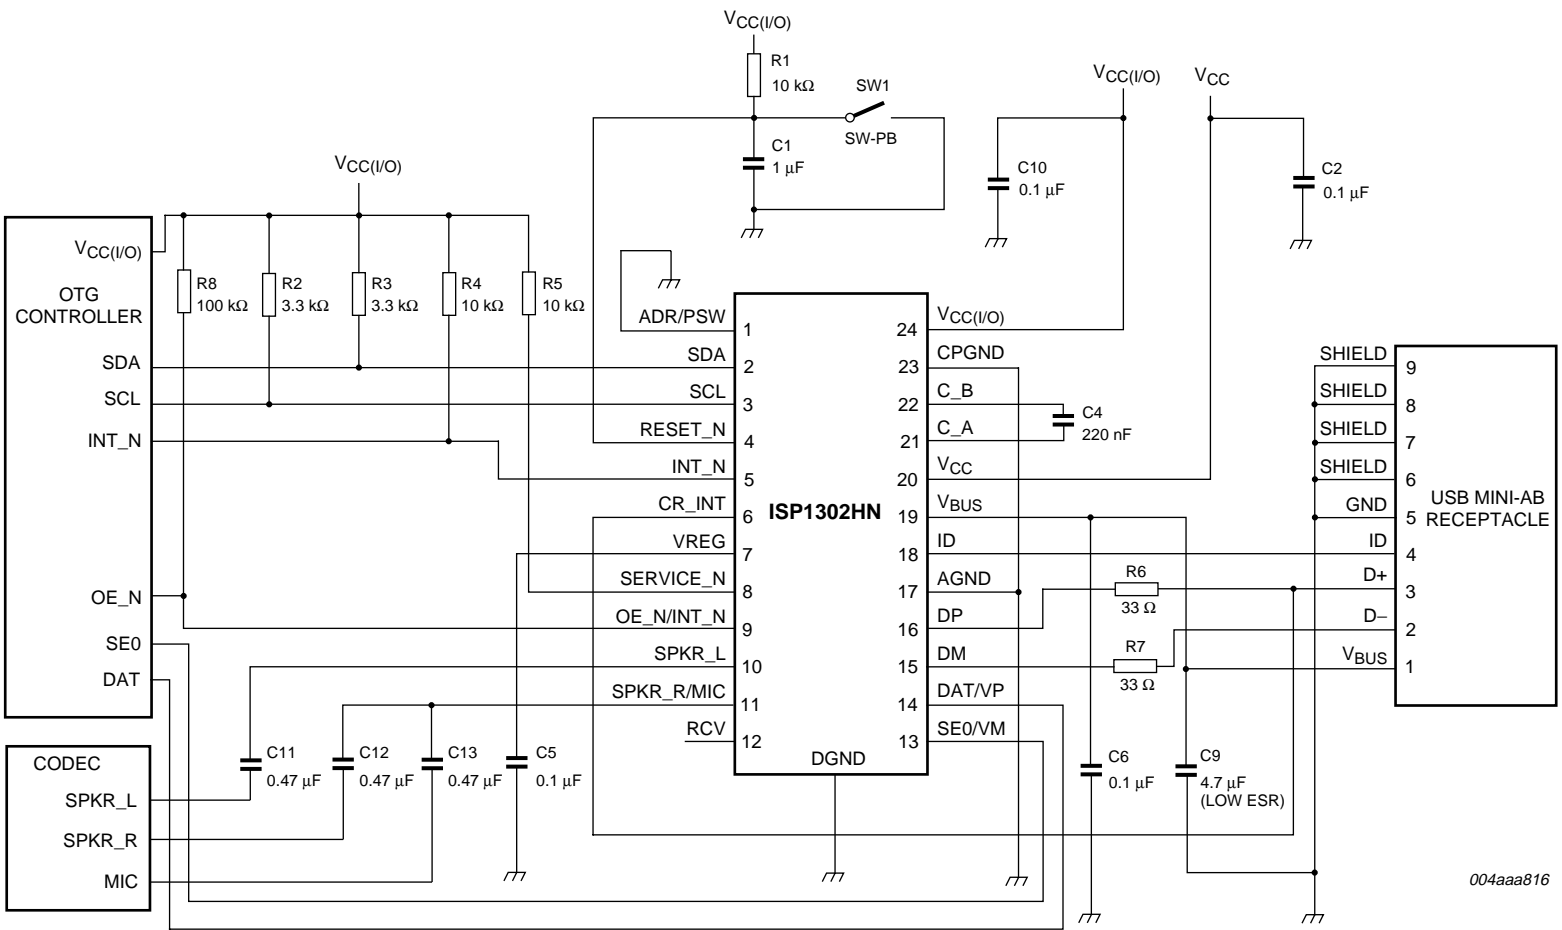 VCC(I/O)
R1
10 kΩ
SW1
SW-PB
C1
1 μF
VCC(I/O)
VCC
C10
0.1 μF
C2
0.1 μF
VCC(I/O)
VCC(I/O)
OTG
CONTROLLER
SDA
SCL
INT_N
OE_N
SE0
DAT
R8
100 kΩ
R2
3.3 kΩ
R3
3.3 kΩ
R4
10 kΩ
R5
10 kΩ
ADR/PSW
1
SDA
2
SCL
3
RESET_N
4
INT_N
5
CR_INT
6
VREG
7
SERVICE_N
8
OE_N/INT_N
9
SPKR_L
10
SPKR_R/MIC
11
RCV
12
ISP1302HN
DGND
24
VCC(I/O)
23
CPGND
22
C_B
21
C_A
20
VCC
19
VBUS
18
ID
17
AGND
16
DP
15
DM
14
DAT/VP
13
SE0/VM
C4
220 nF
R6
33 Ω
R7
33 Ω
SHIELD
9
SHIELD
8
SHIELD
7
SHIELD
6
GND
5
ID
4
D+
3
D−
2
VBUS
1
USB MINI-AB
RECEPTACLE
CODEC
SPKR_L
SPKR_R
MIC
C11
0.47 μF
C12
0.47 μF
C13
0.47 μF
C5
0.1 μF
C6
0.1 μF
C9
4.7 μF
(LOW ESR)
004aaa816